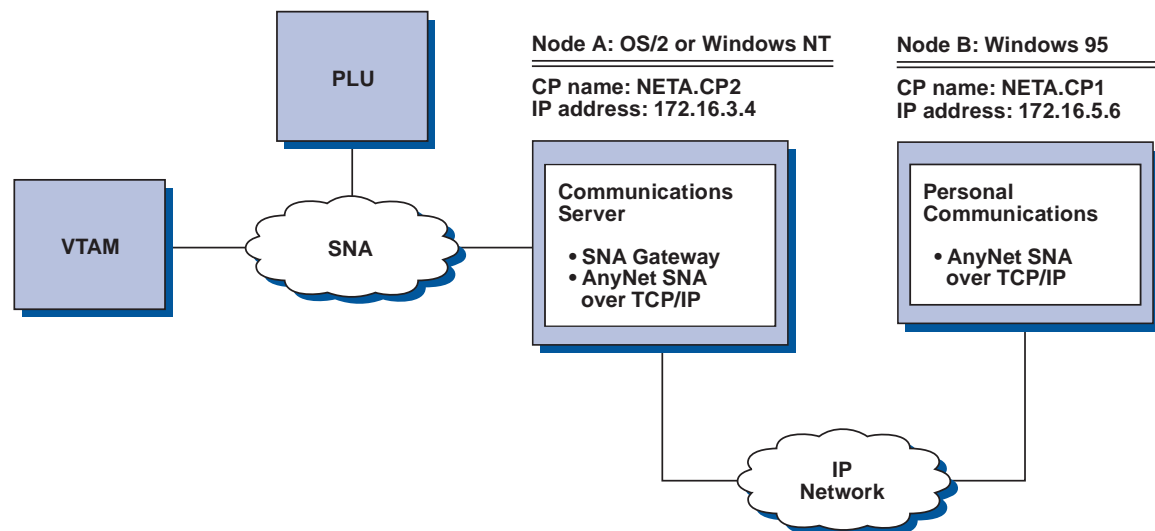 Node A: OS/2 or Windows NT
CP name: NETA.CP2
IP address: 172.16.3.4
Node B: Windows 95
CP name: NETA.CP1
IP address: 172.16.5.6
PLU
VTAM
SNA
Communications
Server
• SNA Gateway
• AnyNet SNA
over TCP/IP
Personal
Communications
• AnyNet SNA
over TCP/IP
IP
Network